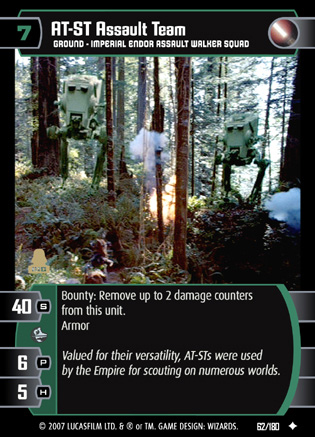 7
AT-ST Assault Team
GROUND - IMPERIAL ENDOR ASSAULT WALKER SQUAD
40 S
Bounty: Remove up to 2 damage counters
from this unit.
Armor
6 P
Valued for their versatility, AT-STs were used
by the Empire for scouting on numerous worlds.
5 H
© 2007 LUCASFILM LTD. & ® or TM. GAME DESIGN: WIZARDS.
62/180